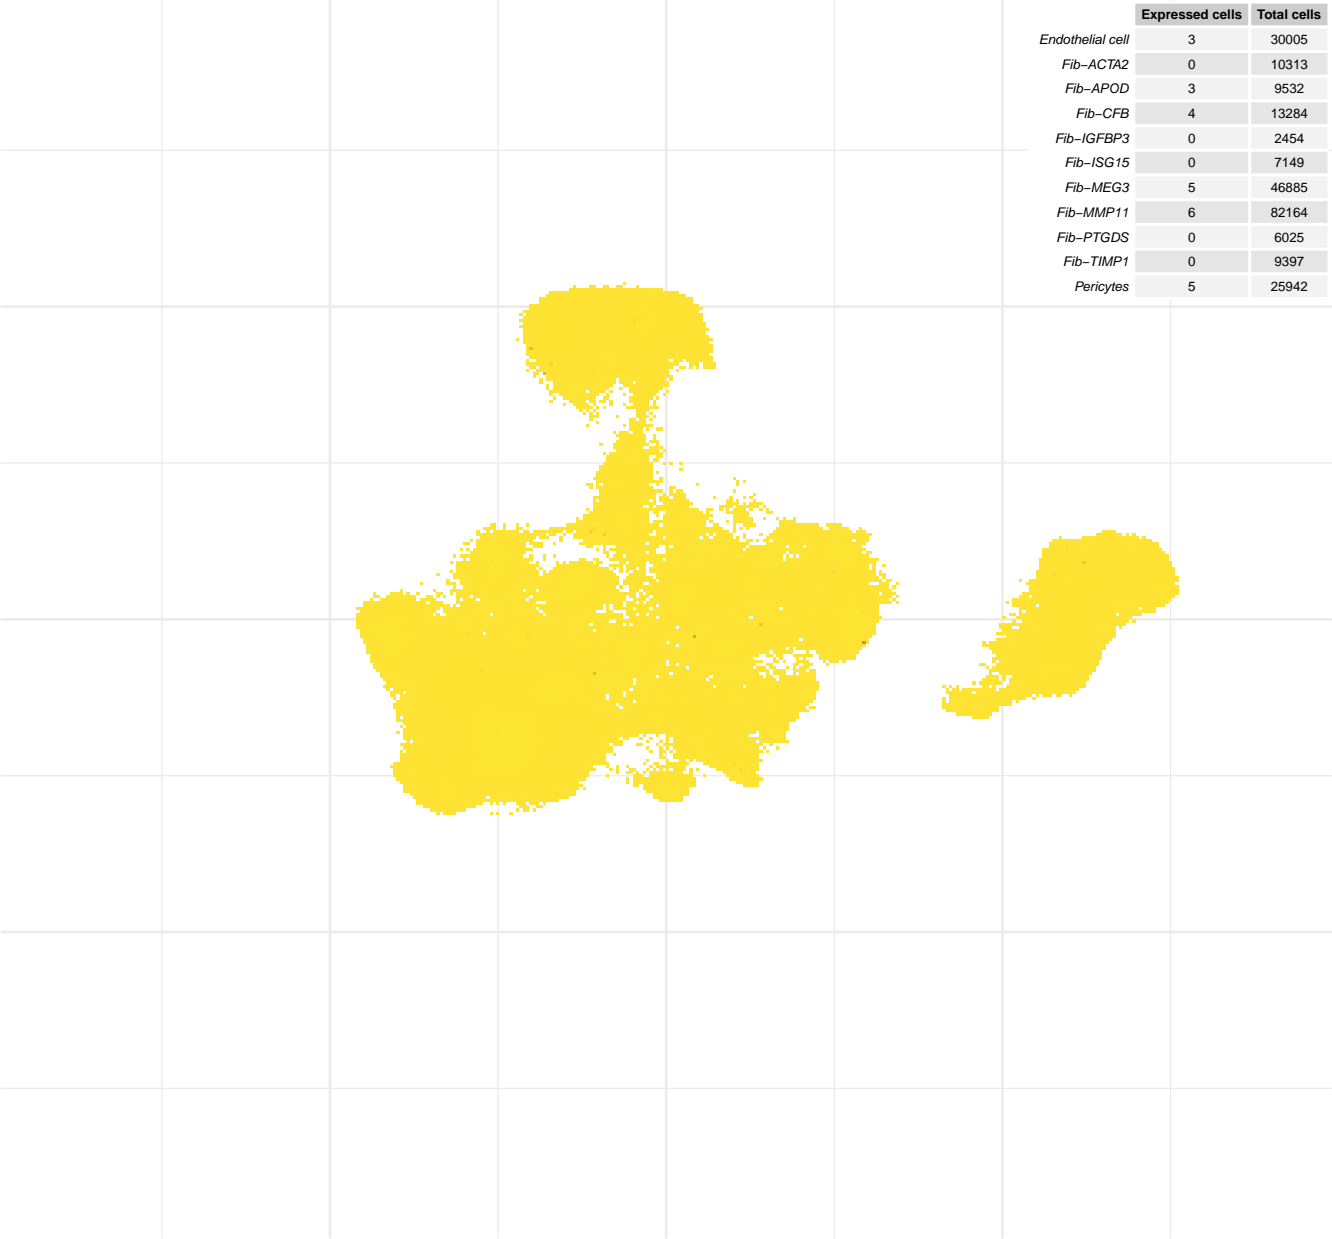 Expressed cells Total cells
Endothelial cell 3 30005
Fib−ACTA2 0 10313
Fib−APOD 3 9532
Fib−CFB 4 13284
Fib−IGFBP3 0 2454
Fib−ISG15 0 7149
Fib−MEG3 5 46885
Fib−MMP11 6 82164
Fib−PTGDS 0 6025
Fib−TIMP1 0 9397
Pericytes 5 25942